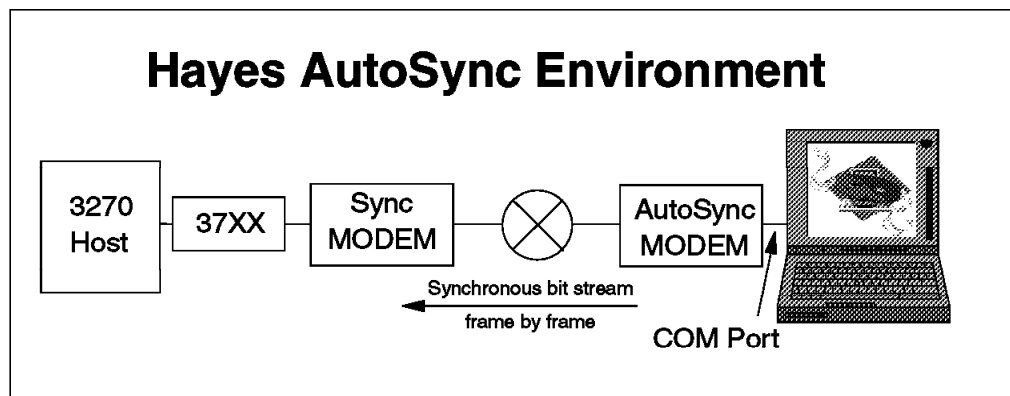 Hayes AutoSync Environment
3270
Host
37XX
Sync
MODEM
AutoSync
MODEM
Synchronous bit stream
frame by frame
COM Port